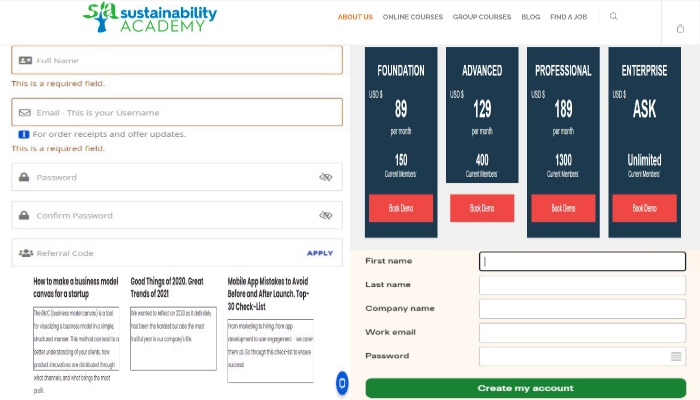 sustainability
ACADEMY
ABOUT US
ONLINE COURSES
GROUP COURSES
BLOG
FIND A JOB
Full Name
This is a required field.
Email - This is your Username
For order receipts and offer updates.
This is a required field.
Password
Confirm Password
Referral Code
APPLY
How to make a business model
canvas for a startup
The BMC (business model canvas) is a tool
for visualizing a business model in a simple,
structured manner. This method can lead to a
better understanding of your clients, how
product innovations are distributed through
what channels, and what brings the most
profit.
Good Things of 2020. Great
Trends of 2021
We wanted to reflect on 2020 as it definitely
had been the hardest but also the most
fruitful year in our company's life.
Mobile App Mistakes to Avoid
Before and After Launch. Top-
30 Check-List
From marketing to hiring, from app
development to user engagement - we cover
them all. Go through this check-list to ensure
success!
FOUNDATION
USD $
89
per month
150
Current Members*
Book Demo
ADVANCED
USD $
129
per month
400
Current Members*
Book Demo
PROFESSIONAL
USD $
189
per month
1300
Current Members*
Book Demo
ENTERPRISE
USD $
ASK
Unlimited
Current Members*
Book Demo
First name
Last name
Company name
Work email
Password
Create my account